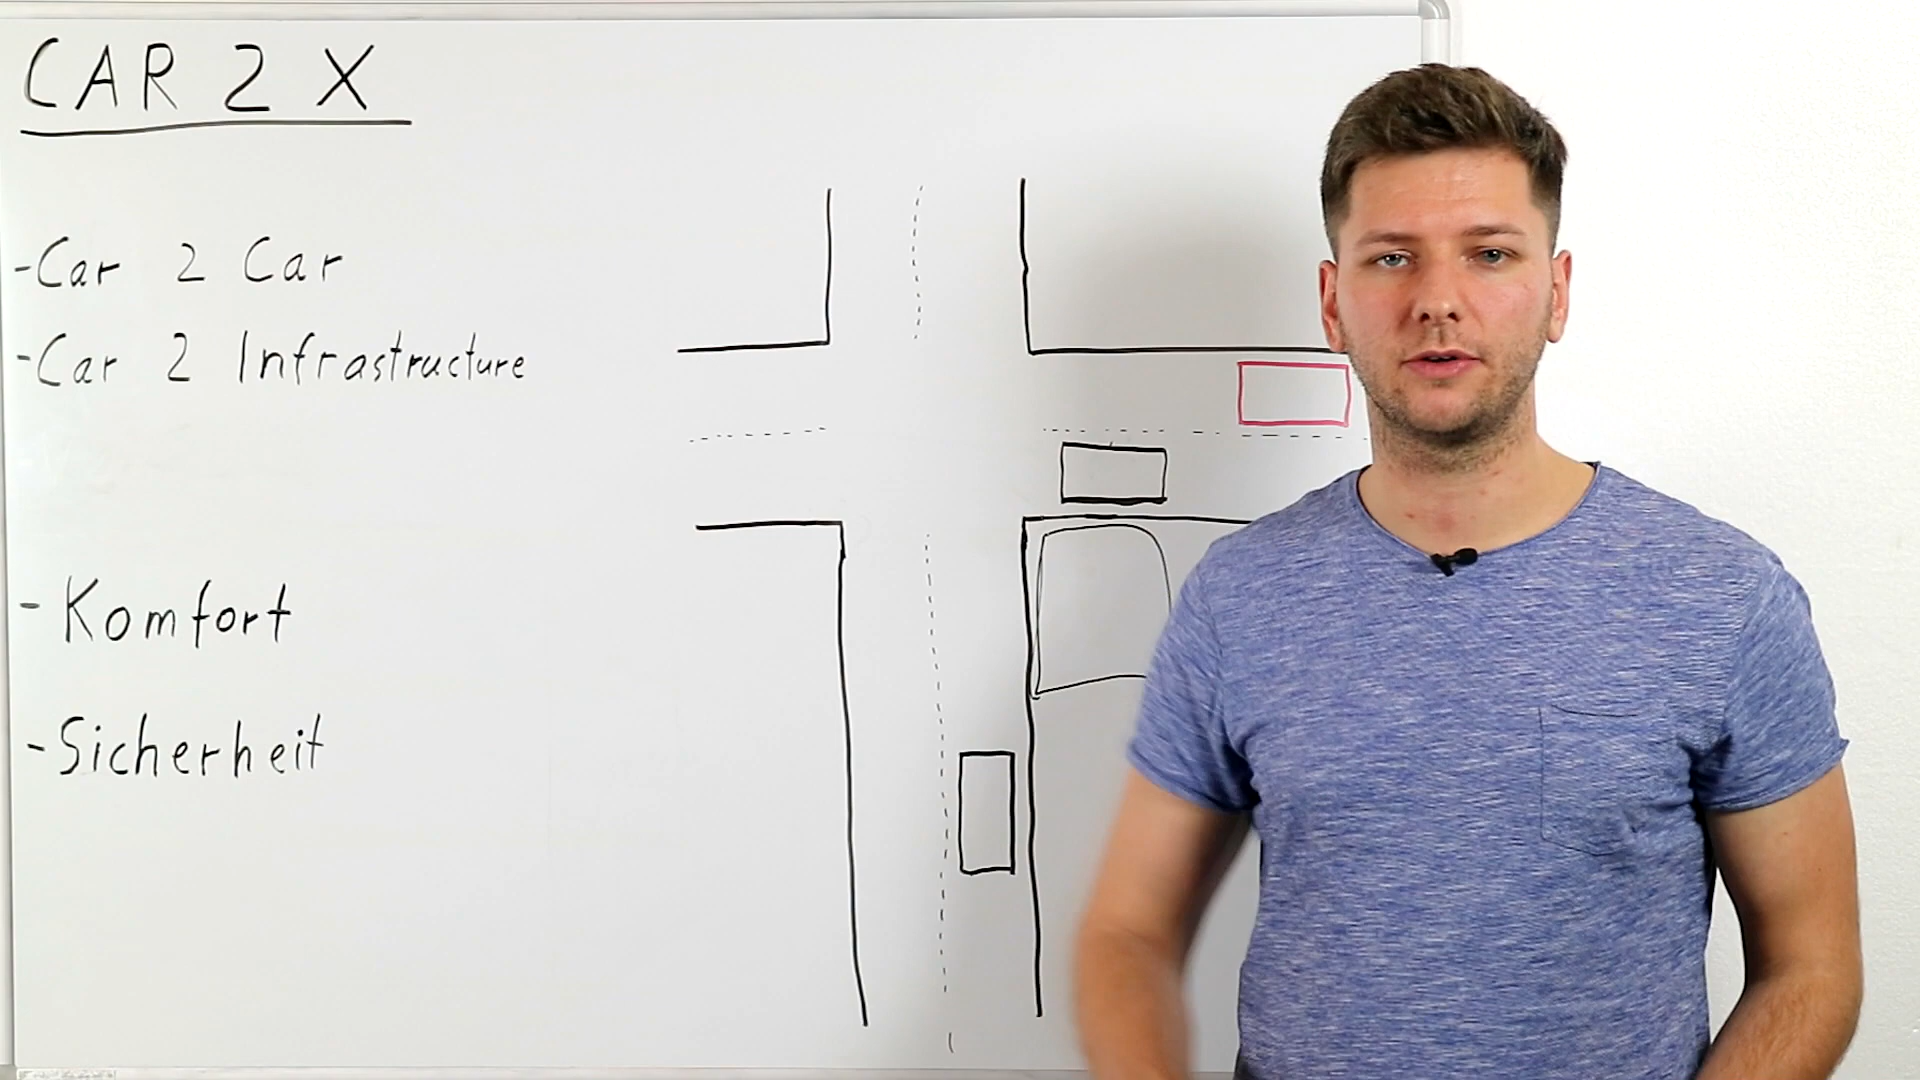 CAR 2 X
- Car 2 Car
- Car 2 Infrastructure
- Komfort
- Sicherheit